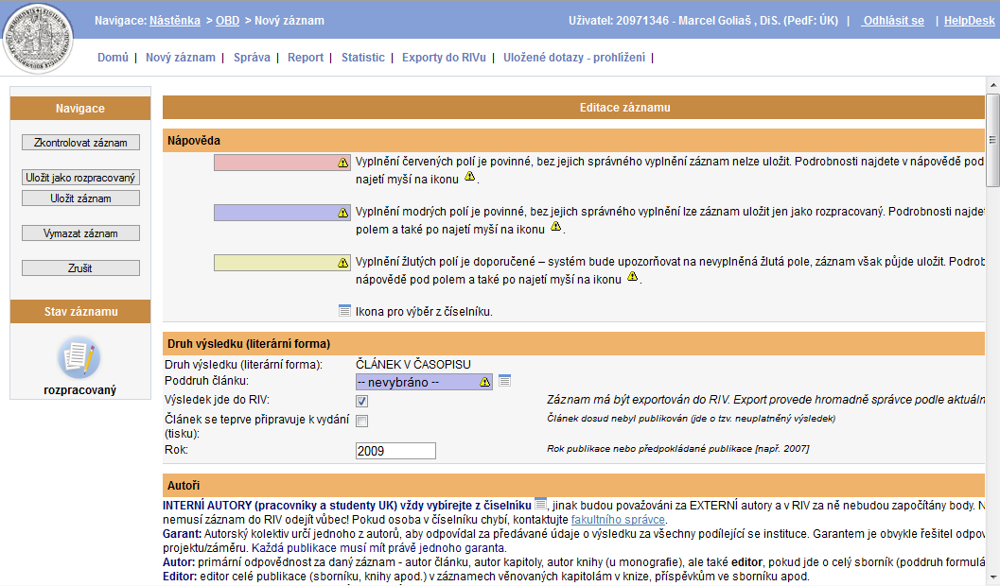 Navigace: Nástěnka > OBD > Nový záznam
Uživatel: 20971346 - Marcel Goliaš , DiS. (PedF: ÚK) | Odhlásit se | HelpDesk
Domů | Nový záznam | Správa | Report | Statistic | Exporty do RIVu | Uložené dotazy - prohlížení |
Navigace
Zkontrolovat záznam
Uložit jako rozpracovaný
Uložit záznam
Vymazat záznam
Zrušit
Stav záznamu
rozpracovaný
Editace záznamu
Nápověda
Vyplnění červených polí je povinné, bez jejich správného vyplnění záznam nelze uložit. Podrobnosti najdete v nápovědě pod
najetí myší na ikonu .
Vyplnění modrých polí je povinné, bez jejich správného vyplnění lze záznam uložit jen jako rozpracovaný. Podrobnosti najdet
polem a také po najetí myší na ikonu .
Vyplnění žlutých polí je doporučené – systém bude upozorňovat na nevyplněná žlutá pole, záznam však půjde uložit. Podrob
nápovědě pod polem a také po najetí myší na ikonu .
Ikona pro výběr z číselníku.
Druh výsledku (literární forma)
Druh výsledku (literární forma): ČLÁNEK V ČASOPISU
Poddruh článku: -- nevybráno --
Výsledek jde do RIV: Záznam má být exportován do RIV. Export provede hromadně správce podle aktuáln
Článek se teprve připravuje k vydání Článek dosud nebyl publikován (jde o tzv. neuplatněný výsledek)
(tisku):
Rok: 2009 Rok publikace nebo předpokládané publikace [např. 2007]
Autoři
INTERNÍ AUTORY (pracovníky a studenty UK) vždy vybírejte z číselníku , jinak budou považováni za EXTERNÍ autory a v RIV za ně nebudou započítány body. N
nemusí záznam do RIV odejít vůbec! Pokud osoba v číselníku chybí, kontaktujte fakultního správce.
Garant: Autorský kolektiv určí jednoho z autorů, aby odpovídal za předávané údaje o výsledku za všechny podílející se instituce. Garantem je obvykle řešitel odpov
projektu/záměru. Každá publikace musí mít právě jednoho garanta.
Autor: primární odpovědnost za daný záznam - autor článku, autor kapitoly, autor knihy (u monografie), ale také editor, pokud jde o celý sborník (poddruh formulá
Editor: editor celé publikace (sborníku, knihy apod.) v záznamech věnovaných kapitolám v knize, příspěvkům ve sborníku apod.